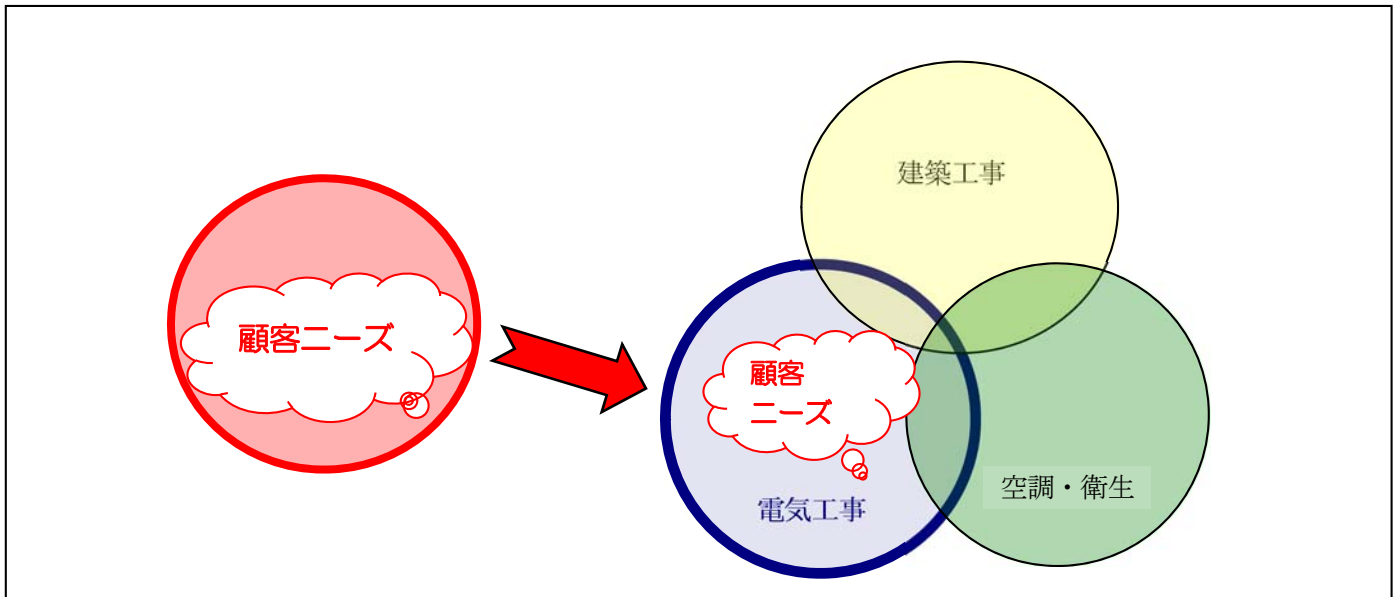 建築工事
顧客ニーズ
顧客
ニーズ
空調・衛生
電気工事